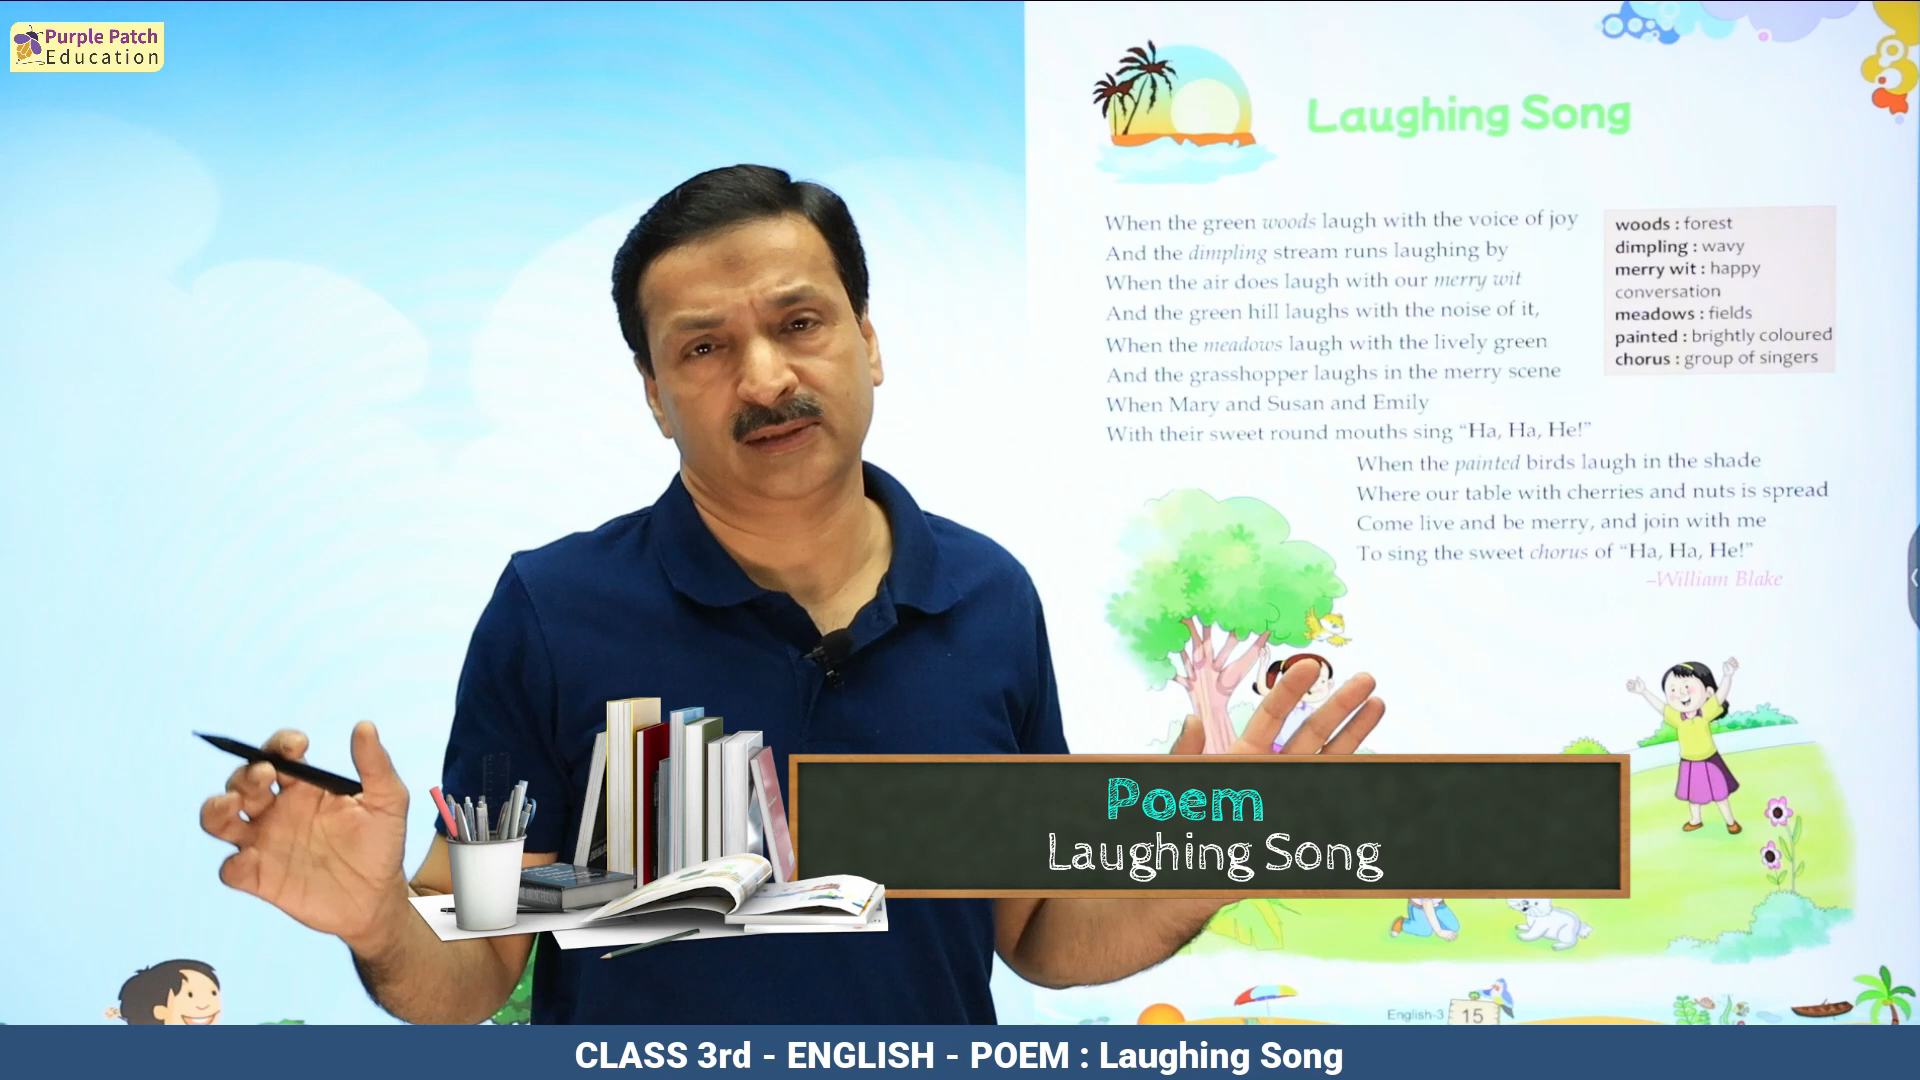 Purple Patch
Education
Laughing Song
When the green woods laugh with the voice of joy
And the dimpling stream runs laughing by
When the air does laugh with our merry wit
And the green hill laughs with the noise of it,
When the meadows laugh with the lively green
And the grasshopper laughs in the merry scene
When Mary and Susan and Emily
With their sweet round mouths sing “Ha, Ha, He!”
When the painted birds laugh in the shade
Where our table with cherries and nuts is spread
Come live and be merry, and join with me
To sing the sweet chorus of “Ha, Ha, He!”
–William Blake
woods : forest
dimpling : wavy
merry wit : happy
conversation
meadows : fields
painted : brightly coloured
chorus : group of singers
Poem
Laughing Song
English-3 15
CLASS 3rd - ENGLISH - POEM : Laughing Song